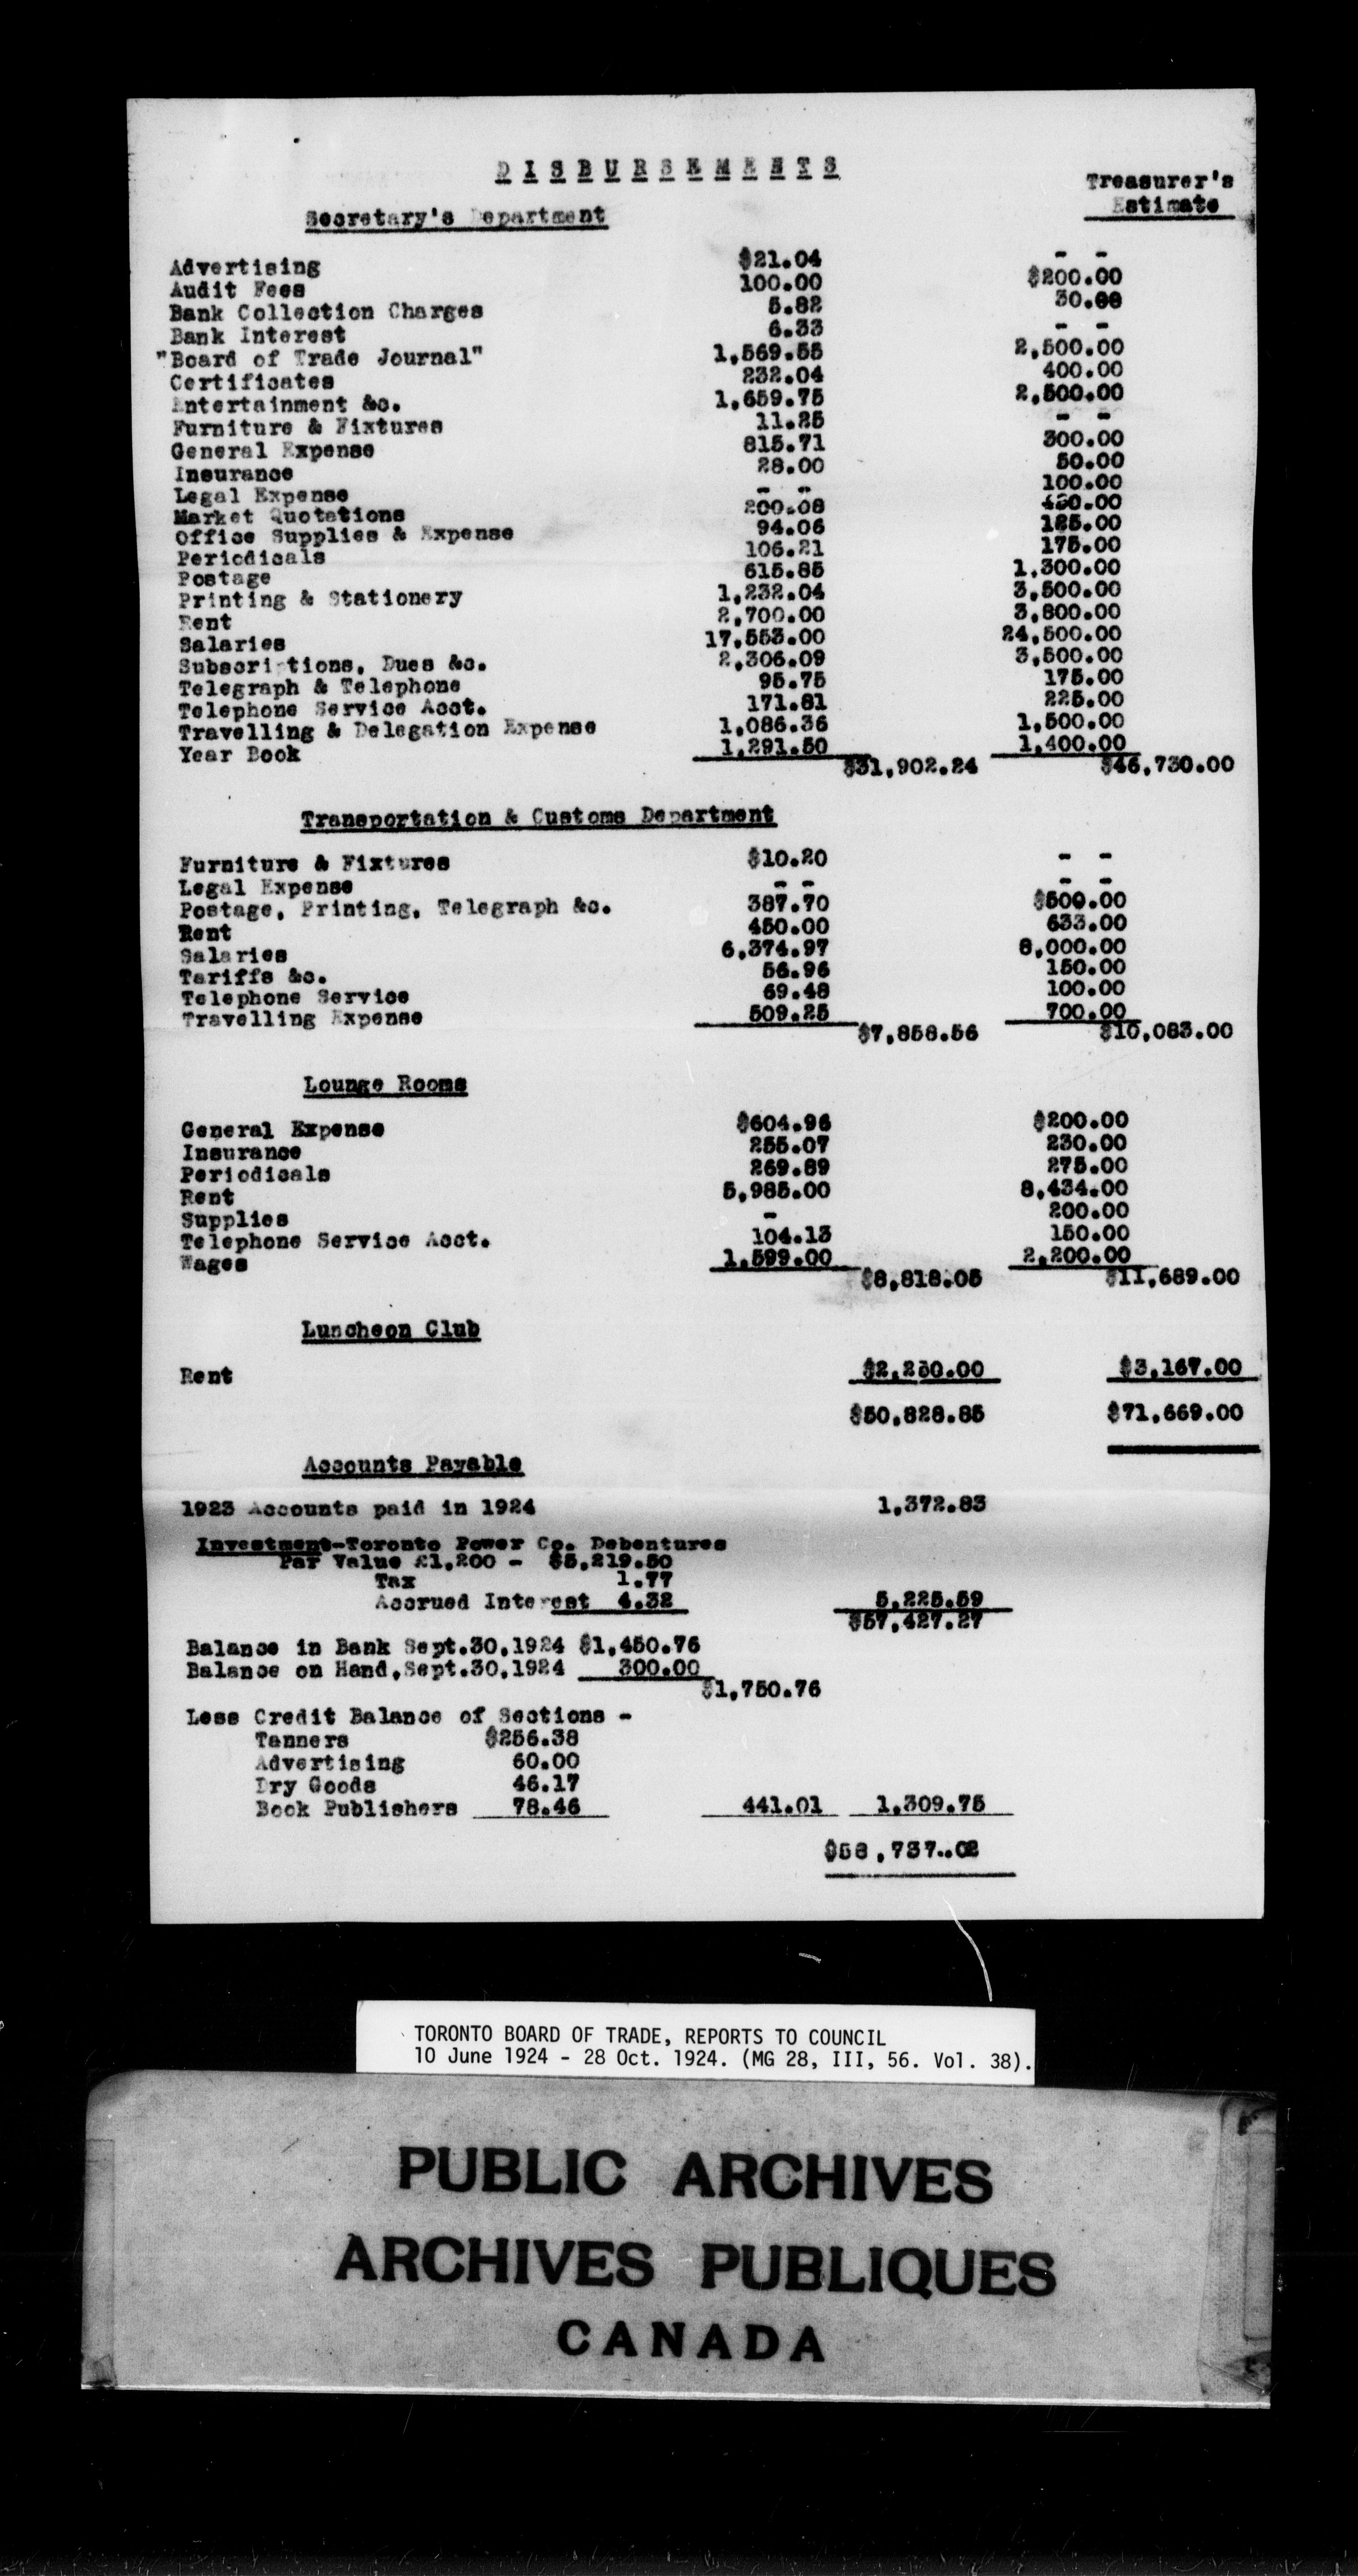 DISBURSEMENTS
Treasurer's
Estimate
Secretary's Department
Advertising $21.04 - -
Audit Fees 100.00 $200.00
Bank Collection Charges 5.82 30.00
Bank Interest 6.33 - -
"Board of Trade Journal" 1,569.55 2,500.00
Certificates 232.04 400.00
Entertainment &c. 1,659.75 2,500.00
Furniture & Fixtures 11.25 - -
General Expense 815.71 300.00
Insurance 28.00 50.00
Legal Expense - - 100.00
Market Quotations 200.08 450.00
Office Supplies & Expense 94.06 125.00
Periodicals 106.21 175.00
Postage 615.85 1,300.00
Printing & Stationery 1,232.04 3,500.00
Rent 2,700.00 3,800.00
Salaries 17,553.00 24,500.00
Subscriptions, Dues &c. 2,306.09 3,500.00
Telegraph & Telephone 95.75 175.00
Telephone Service Acct. 171.81 225.00
Travelling & Delegation Expense 1,086.36 1,500.00
Year Book 1,291.50 1,400.00
$31,902.24 $46,730.00
Transportation & Customs Department
Furniture & Fixtures $10.20 - -
Legal Expense - - - -
Postage, Printing, Telegraph &c. 387.70 $500.00
Rent 450.00 633.00
Salaries 6,374.97 8,000.00
Tariffs &c. 56.96 150.00
Telephone Service 69.48 100.00
Travelling Expense 509.25 700.00
$7,858.56 $10,083.00
Lounge Rooms
General Expense $604.96 $200.00
Insurance 255.07 230.00
Periodicals 269.89 275.00
Rent 5,985.00 8,434.00
Supplies - 200.00
Telephone Service Acct. 104.13 150.00
Wages 1,599.00 2,200.00
$8,818.05 $11,689.00
Luncheon Club
Rent $2,250.00 $3,167.00
$50,828.85 $71,669.00
Accounts Payable
1923 Accounts paid in 1924 1,372.83
Investment-Toronto Power Co. Debentures
Par Value £1,200 - $5,219.50
Tax 1.77
Accrued Interest 4.32 5,225.59
$57,427.27
Balance in Bank Sept.30,1924 $1,450.76
Balance on Hand,Sept.30,1924 300.00
$1,750.76
Less Credit Balance of Sections -
Tanners $256.38
Advertising 60.00
Dry Goods 46.17
Book Publishers 78.46 441.01 1,309.75
$58,737..02
TORONTO BOARD OF TRADE, REPORTS TO COUNCIL
10 June 1924 - 28 Oct. 1924. (MG 28, III, 56. Vol. 38).
PUBLIC ARCHIVES
ARCHIVES PUBLIQUES
CANADA